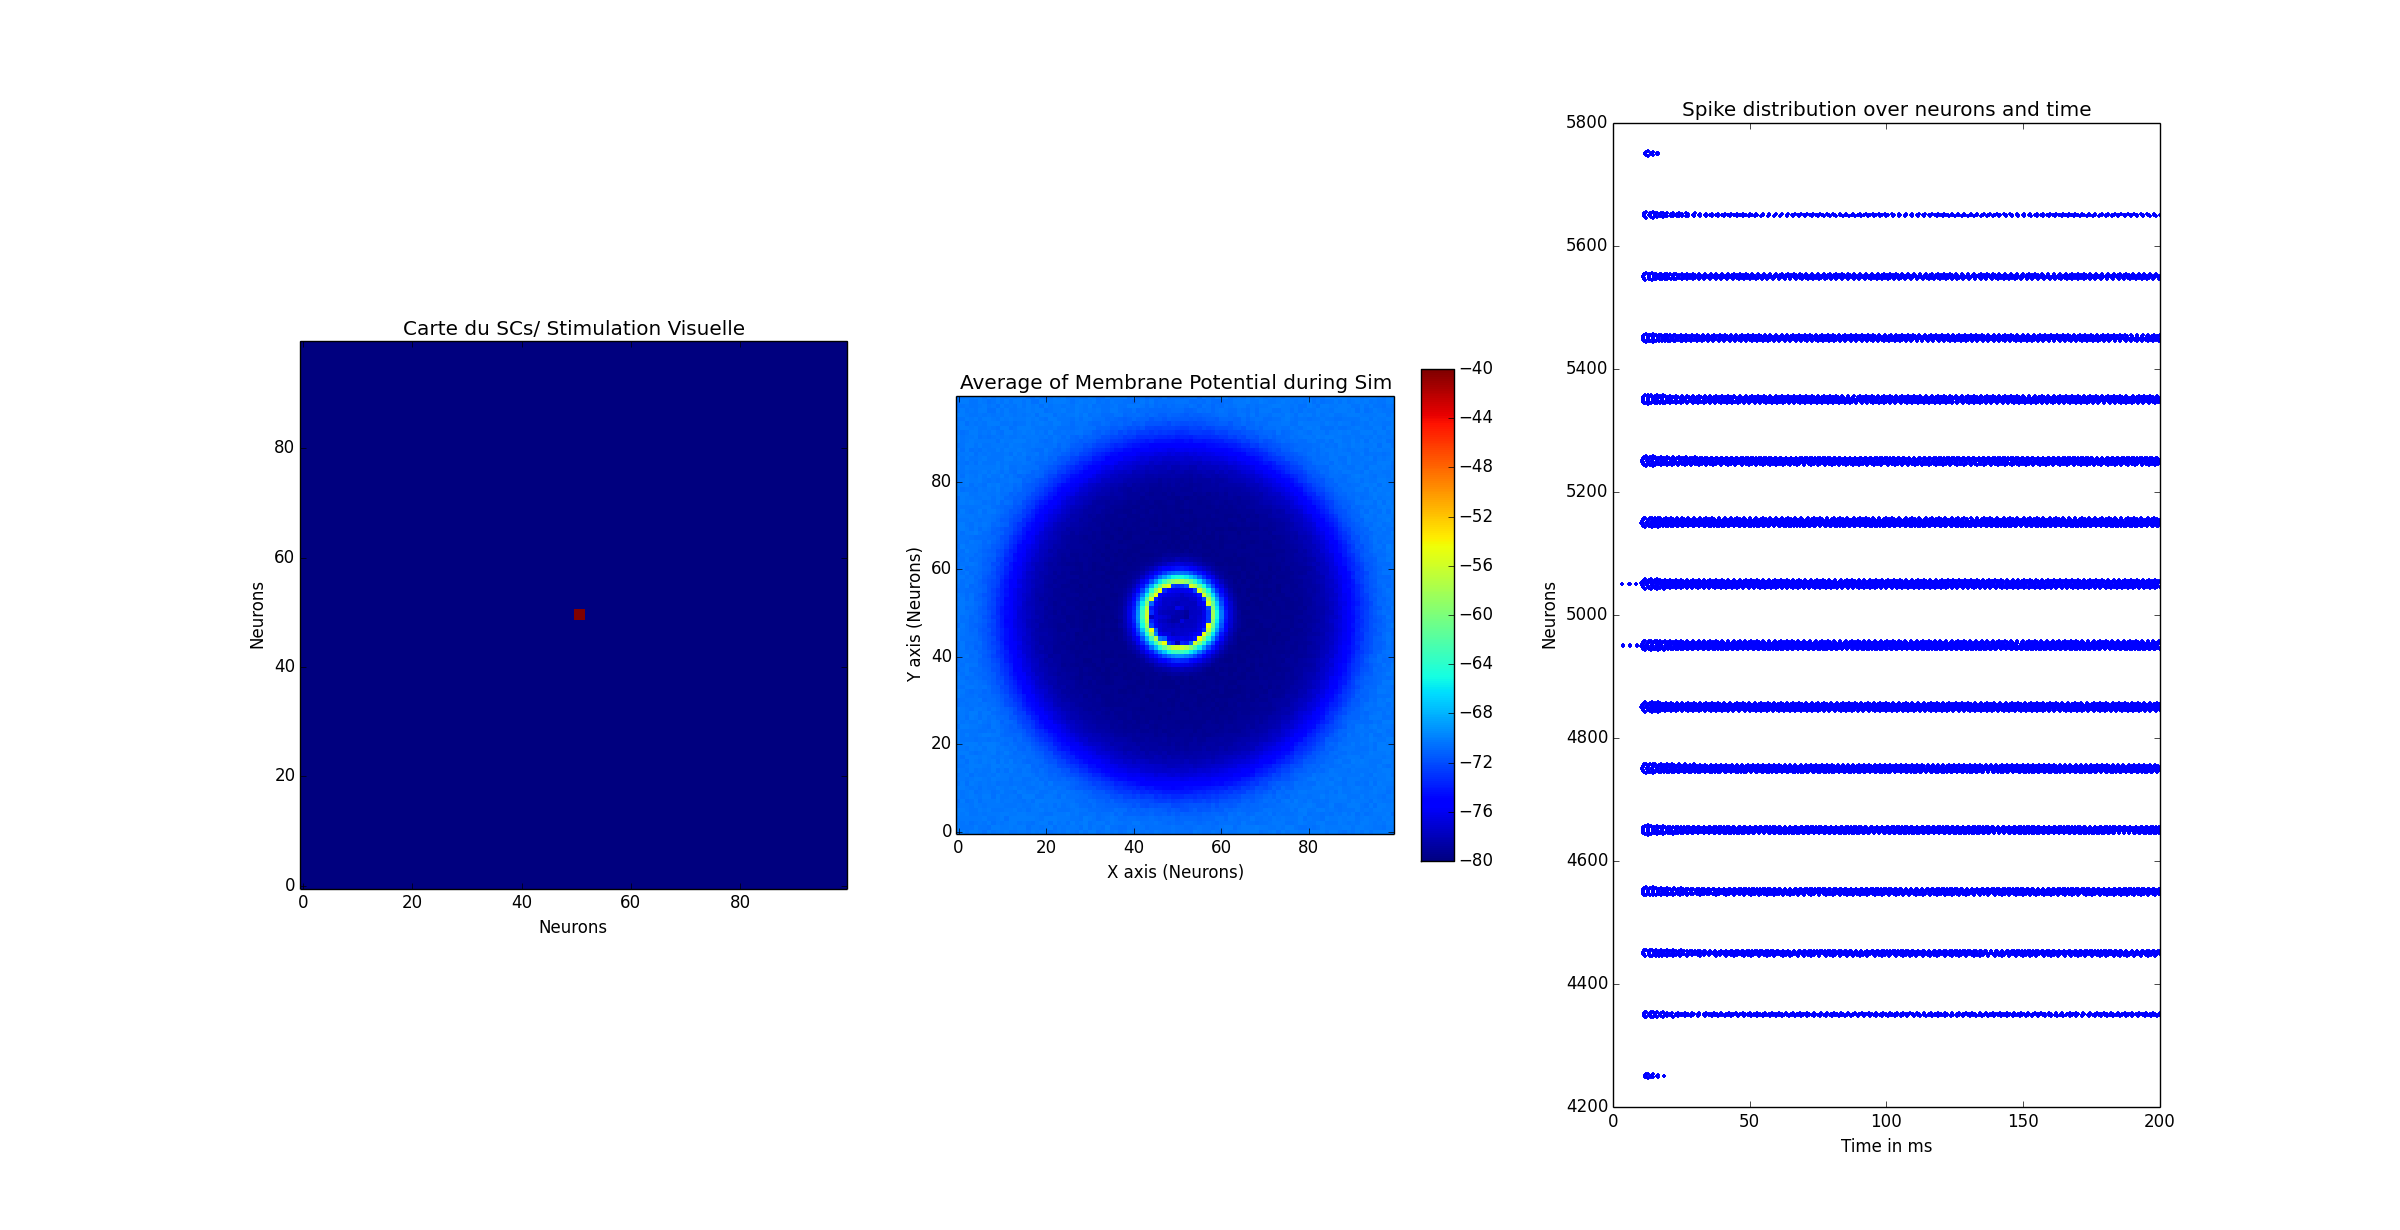 Carte du SCs/ Stimulation Visuelle
80
60
40
20
0
Neurons
0 20 40 60 80
Neurons
Average of Membrane Potential during Sim
80
60
40
20
0
Y axis (Neurons)
0 20 40 60 80
X axis (Neurons)
−40
−44
−48
−52
−56
−60
−64
−68
−72
−76
−80
Spike distribution over neurons and time
5800
5600
5400
5200
5000
4800
4600
4400
4200
Neurons
0 50 100 150 200
Time in ms